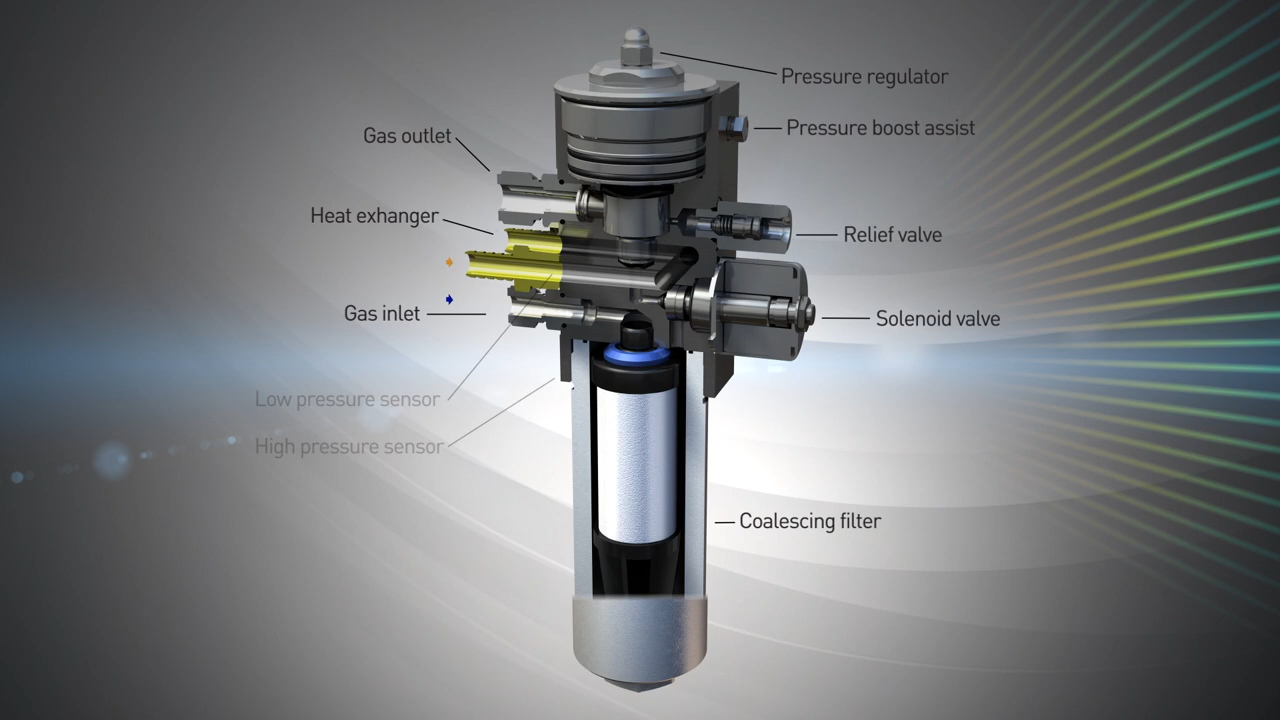 Pressure regulator
Pressure boost assist
Gas outlet
Heat exhanger
Relief valve
Gas inlet
Solenoid valve
Low pressure sensor
High pressure sensor
Coalescing filter